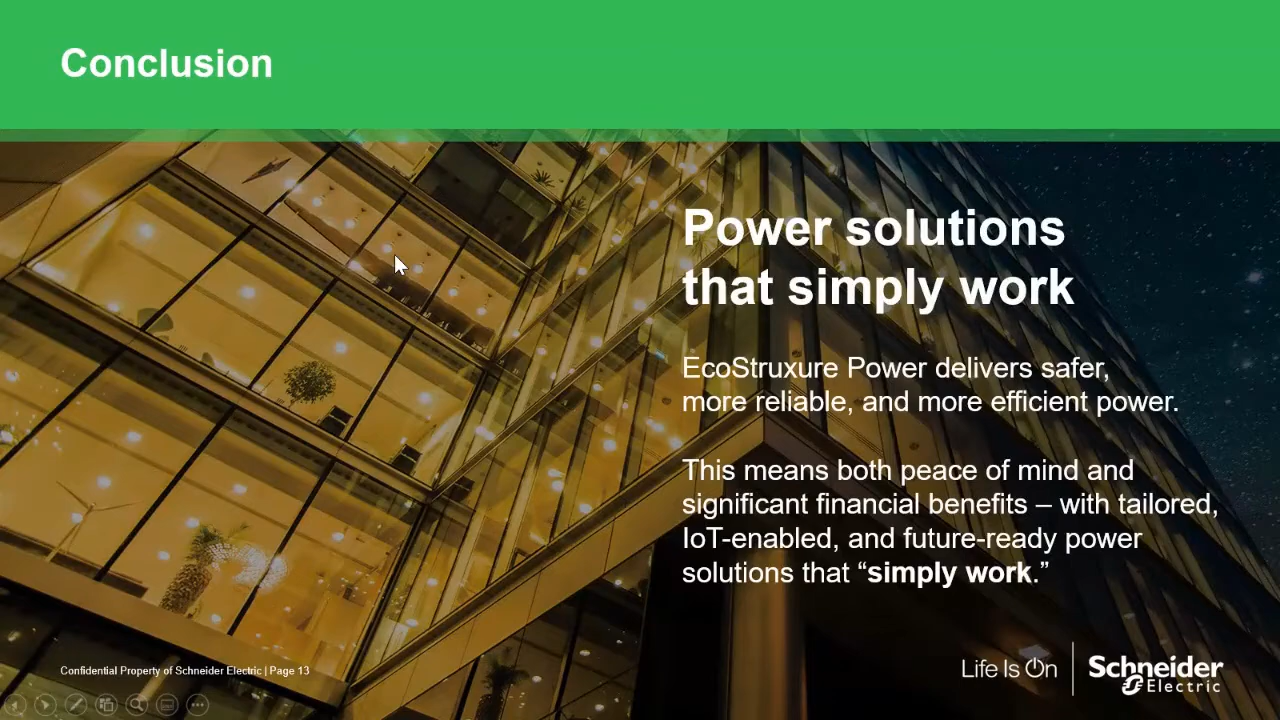 Conclusion
Power solutions
that simply work
EcoStruxure Power delivers safer,
more reliable, and more efficient power.
This means both peace of mind and
significant financial benefits – with tailored,
IoT-enabled, and future-ready power
solutions that “simply work.”
Confidential Property of Schneider Electric | Page 13
Life Is On
Schneider
Electric